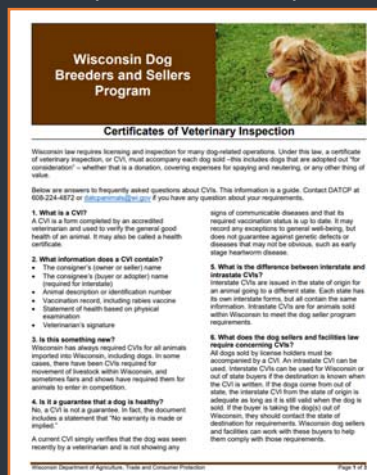 Wisconsin Dog
Breeders and Sellers
Program
Certificates of Veterinary Inspection
Wisconsin law requires licensing and inspection for many dog-related operations. Under this law, a certificate
of veterinary inspection, or CVI, must accompany each dog sold –this includes dogs that are adopted out "for
consideration" – whether that is a donation, covering expenses for spaying and neutering, or any other thing of
value.
Below are answers to frequently asked questions about CVIs. This information is a guide. Contact DATCP at
608-224-4872 or datcpanimals@wi.gov if you have any question about your requirements.
1. What is a CVI?
A CVI is a form completed by an accredited
veterinarian and used to verify the general good
health of an animal. It may also be called a health
certificate.
2. What information does a CVI contain?
• The consigner's (owner or seller) name
• The consignee's (buyer or adopter) name
(required for interstate)
• Animal description or identification number
• Vaccination record, including rabies vaccine
• Statement of health based on physical
examination
• Veterinarian's signature
3. Is this something new?
Wisconsin has always required CVIs for all animals
imported into Wisconsin, including dogs. In some
cases, there have been CVIs required for
movement of livestock within Wisconsin, and
sometimes fairs and shows have required them for
animals to enter in competition.
4. Is it a guarantee that a dog is healthy?
No, a CVI is not a guarantee. In fact, the document
includes a statement that "No warranty is made or
implied."
A current CVI simply verifies that the dog was seen
recently by a veterinarian and is not showing any
signs of communicable diseases and that its
required vaccination status is up to date. It may
record any exceptions to general well-being, but
does not guarantee against genetic defects or
diseases that may not be obvious, such as early
stage heartworm disease.
5. What is the difference between interstate and
intrastate CVIs?
Interstate CVIs are issued in the state of origin for
an animal going to a different state. Each state has
its own interstate forms, but all contain the same
information. Intrastate CVIs are for animals sold
within Wisconsin to meet the dog seller program
requirements.
6. What does the dog sellers and facilities law
require concerning CVIs?
All dogs sold by license holders must be
accompanied by a CVI. An intrastate CVI can be
used. Interstate CVIs can be used for Wisconsin or
out of state buyers if the destination is known when
the CVI is written. If the dogs come from out of
state, the interstate CVI from the state of origin is
adequate as long as it is still valid when the dog is
sold. If the buyer is taking the dog(s) out of
Wisconsin, they should contact the state of
destination for requirements. Wisconsin dog sellers
and facilities can work with these buyers to help
them comply with those requirements.
Wisconsin Department of Agriculture, Trade and Consumer Protection
Page 1 of 2